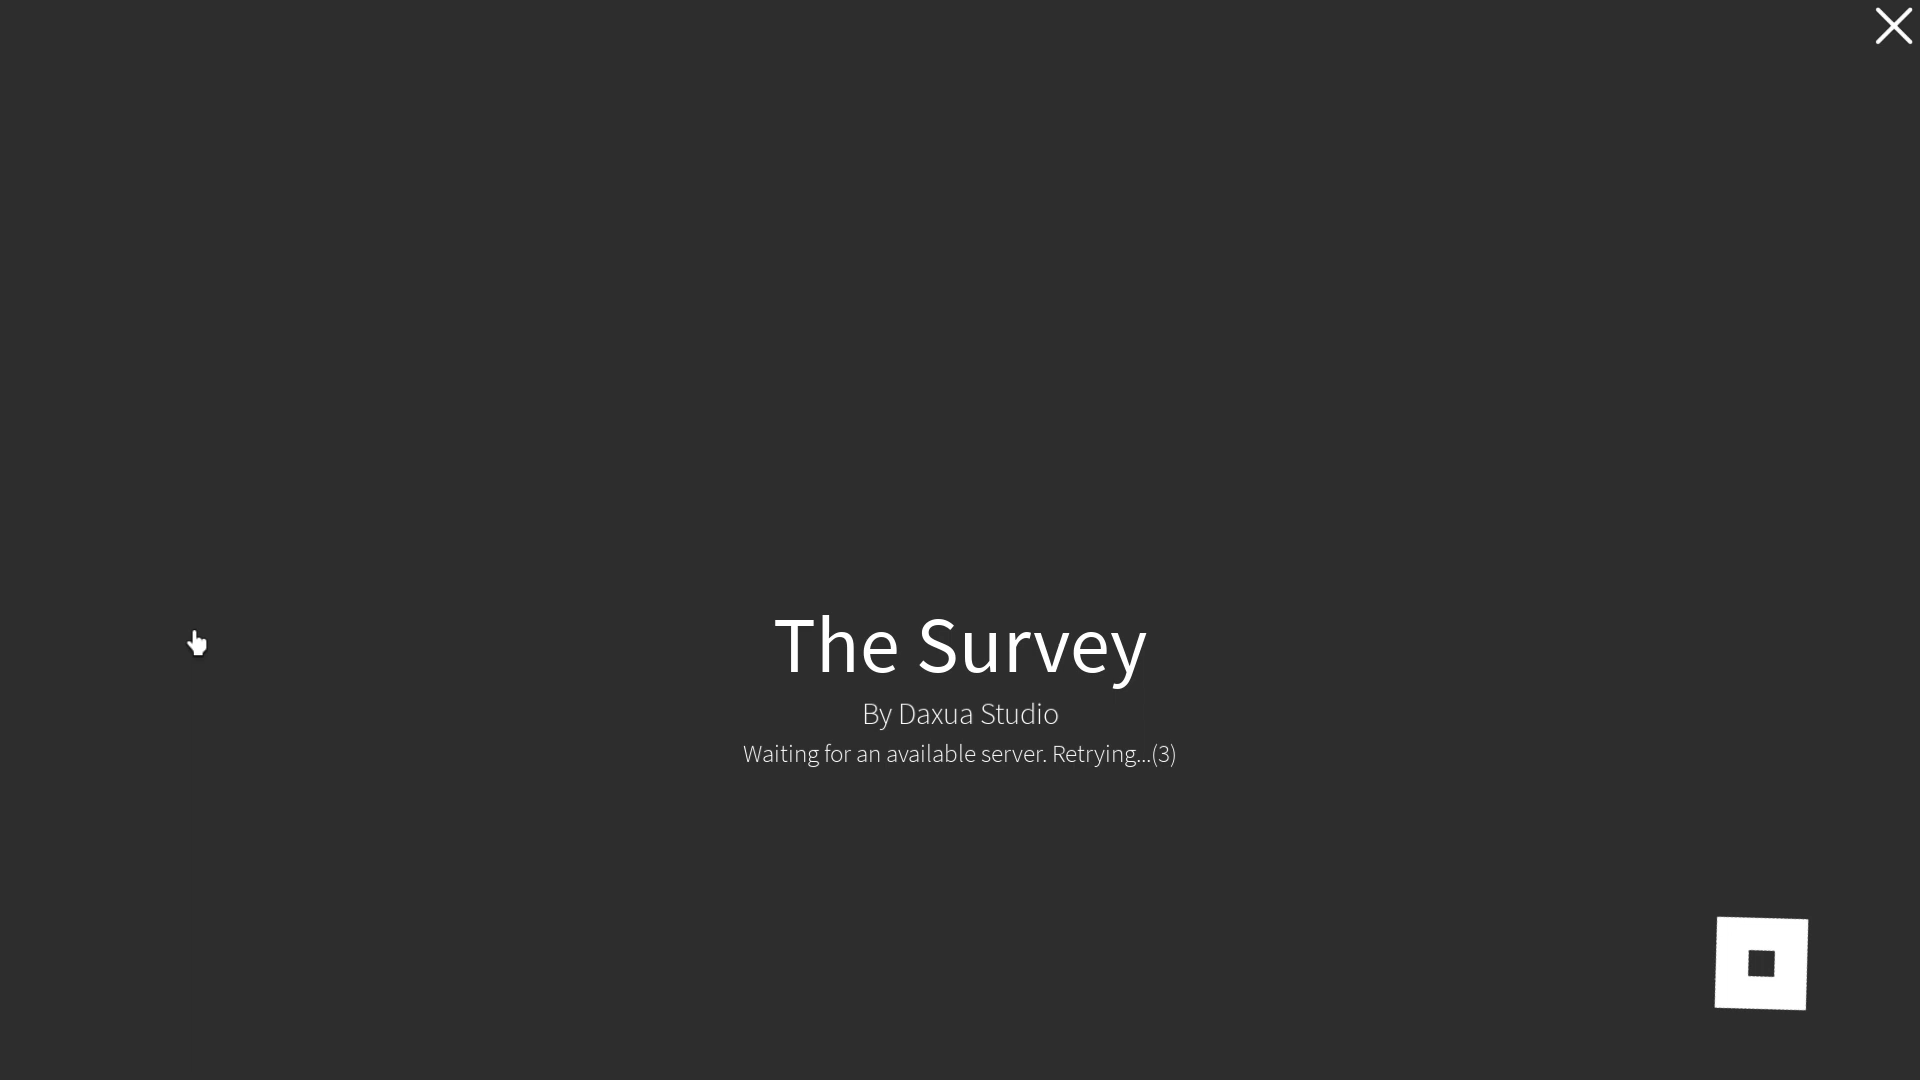 The Survey
By Daxua Studio
Waiting for an available server. Retrying...(3)